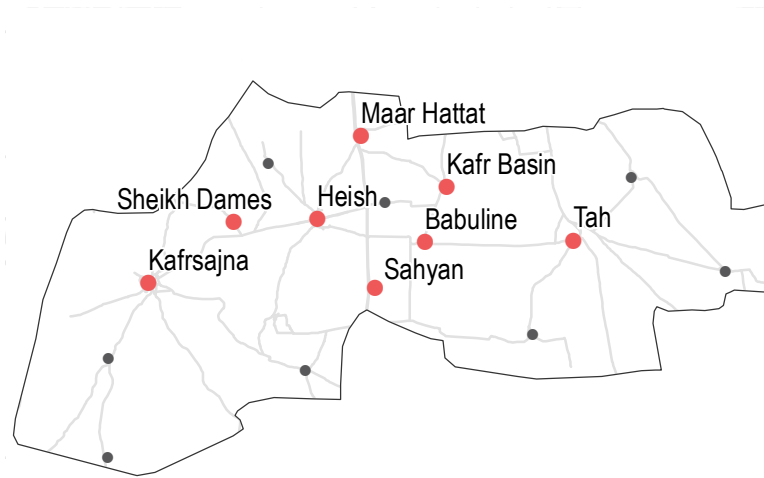 Maar Hattat
Kafr Basin
Sheikh Dames
Heish
Babuline
Tah
Kafrsajna
Sahyan